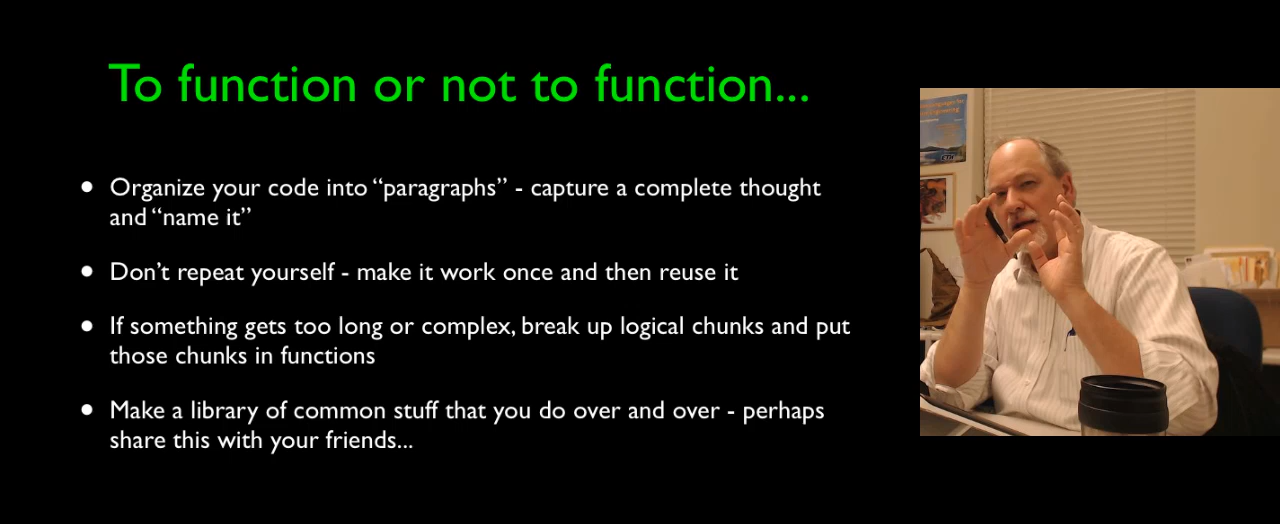 To function or not to function...
• Organize your code into “paragraphs” - capture a complete thought
and “name it”
• Don’t repeat yourself - make it work once and then reuse it
• If something gets too long or complex, break up logical chunks and put
those chunks in functions
• Make a library of common stuff that you do over and over - perhaps
share this with your friends...